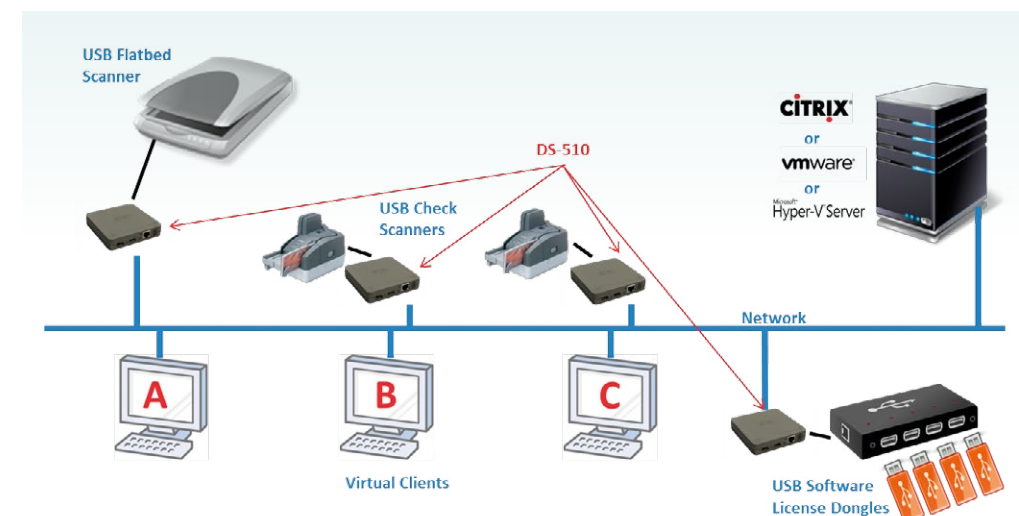 USB Flatbed
Scanner
DS-510
USB Check
Scanners
CITRIX
or
vmware
or
Microsoft
Hyper-V Server
Network
A
B
C
Virtual Clients
USB Software
License Dongles